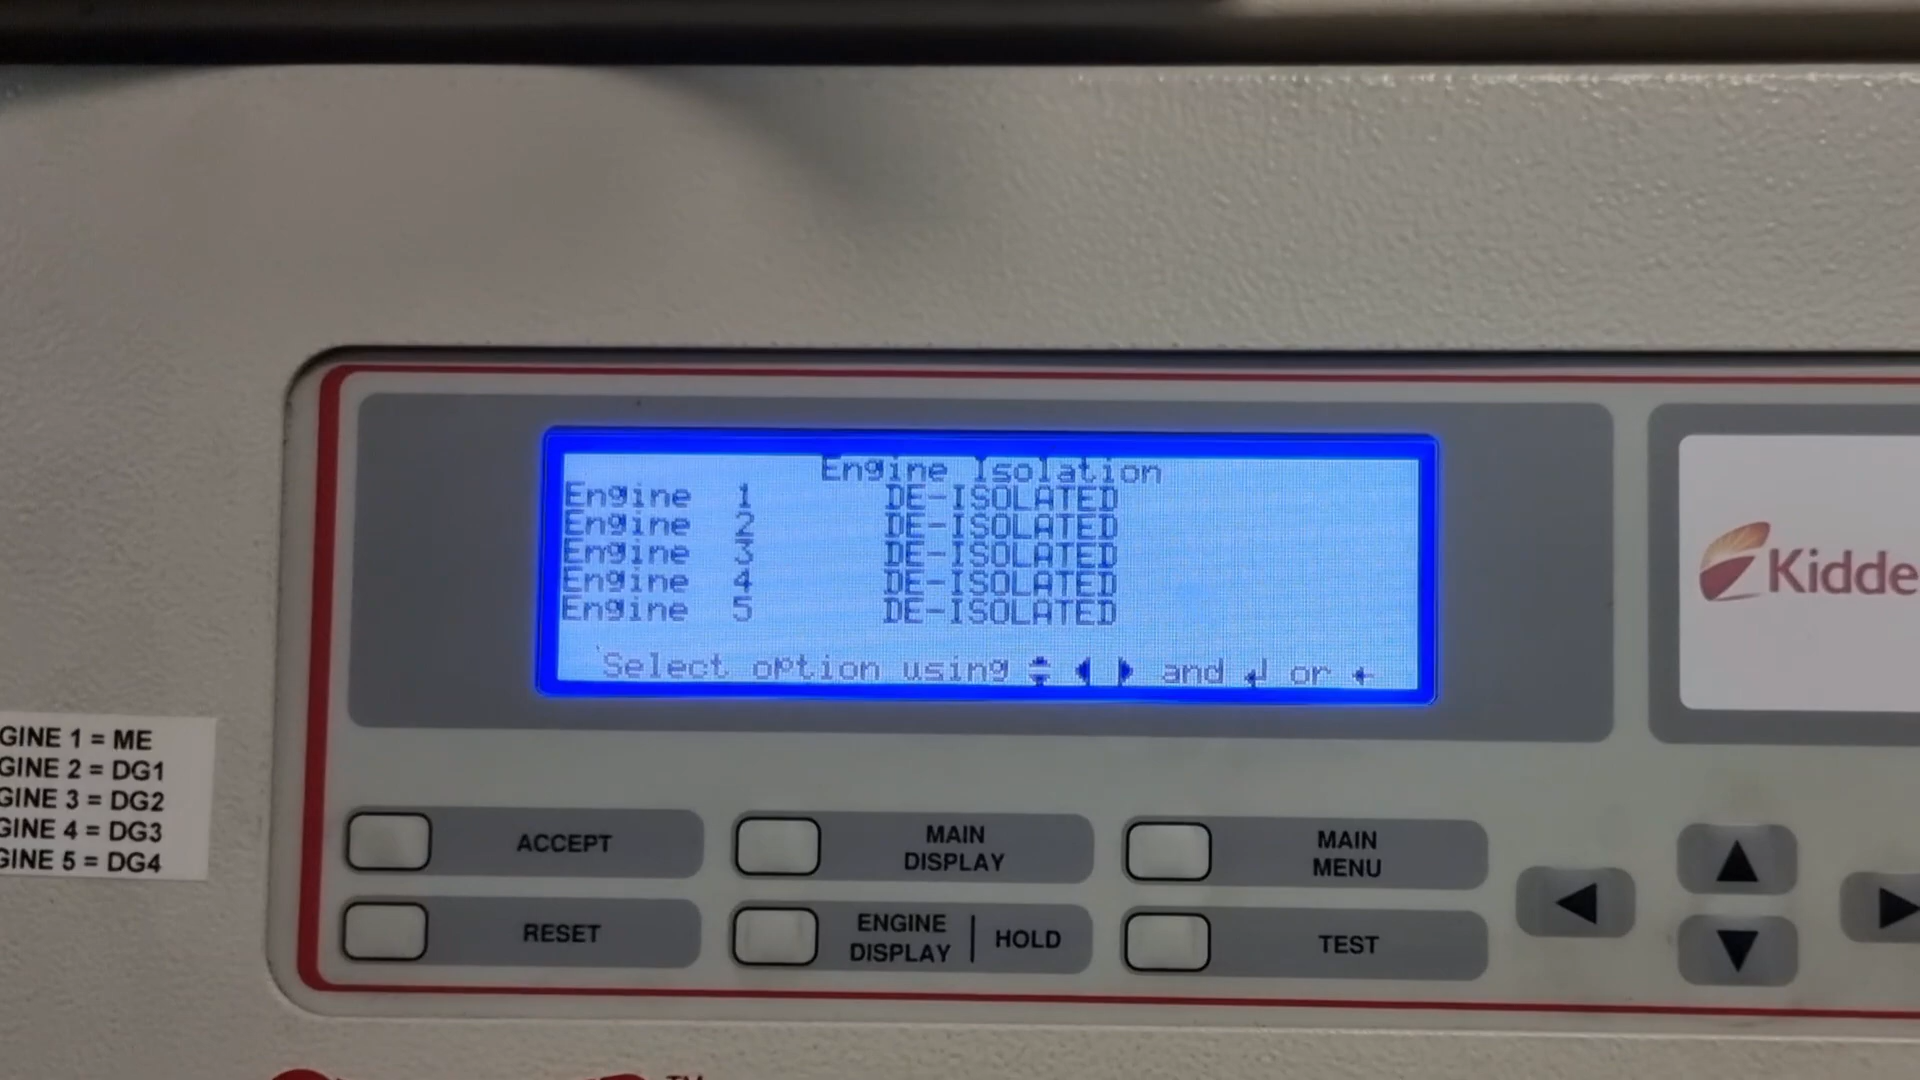 Engine Isolation
Engine 1 DE-ISOLATED
Engine 2 DE-ISOLATED
Engine 3 DE-ISOLATED
Engine 4 DE-ISOLATED
Engine 5 DE-ISOLATED
Select option using ▲▼ ◀ ▶ and ↵ or ←
Kidde
GINE 1 = ME
GINE 2 = DG1
GINE 3 = DG2
GINE 4 = DG3
GINE 5 = DG4
ACCEPT
MAIN DISPLAY
MAIN MENU
RESET
ENGINE DISPLAY | HOLD
TEST
TM